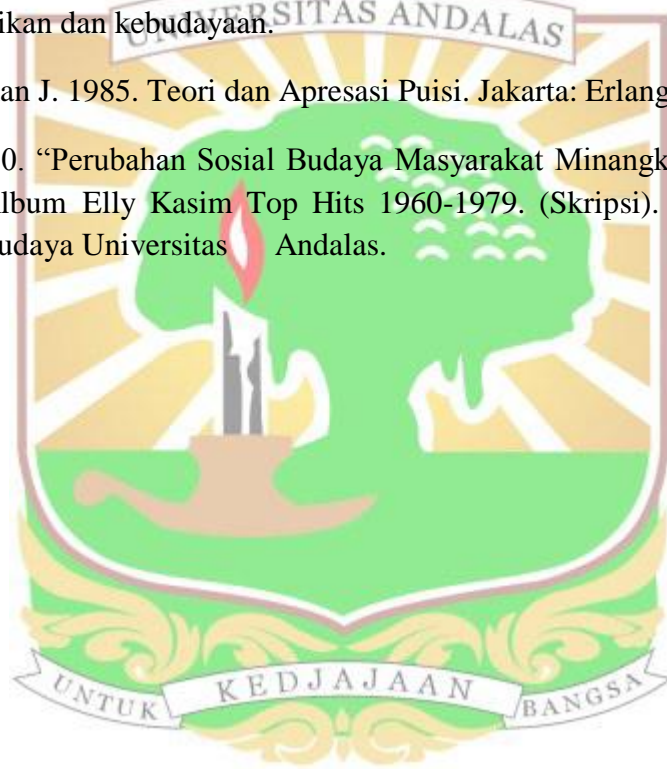 ikan dan kebudayaan.
UNIVERSITAS ANDALAS
an J. 1985. Teori dan Apresasi Puisi. Jakarta: Erlang
0. “Perubahan Sosial Budaya Masyarakat Minangk
lbum Elly Kasim Top Hits 1960-1979. (Skripsi).
udaya Universitas Andalas.
UNTUK KEDJAJAAN BANGSA